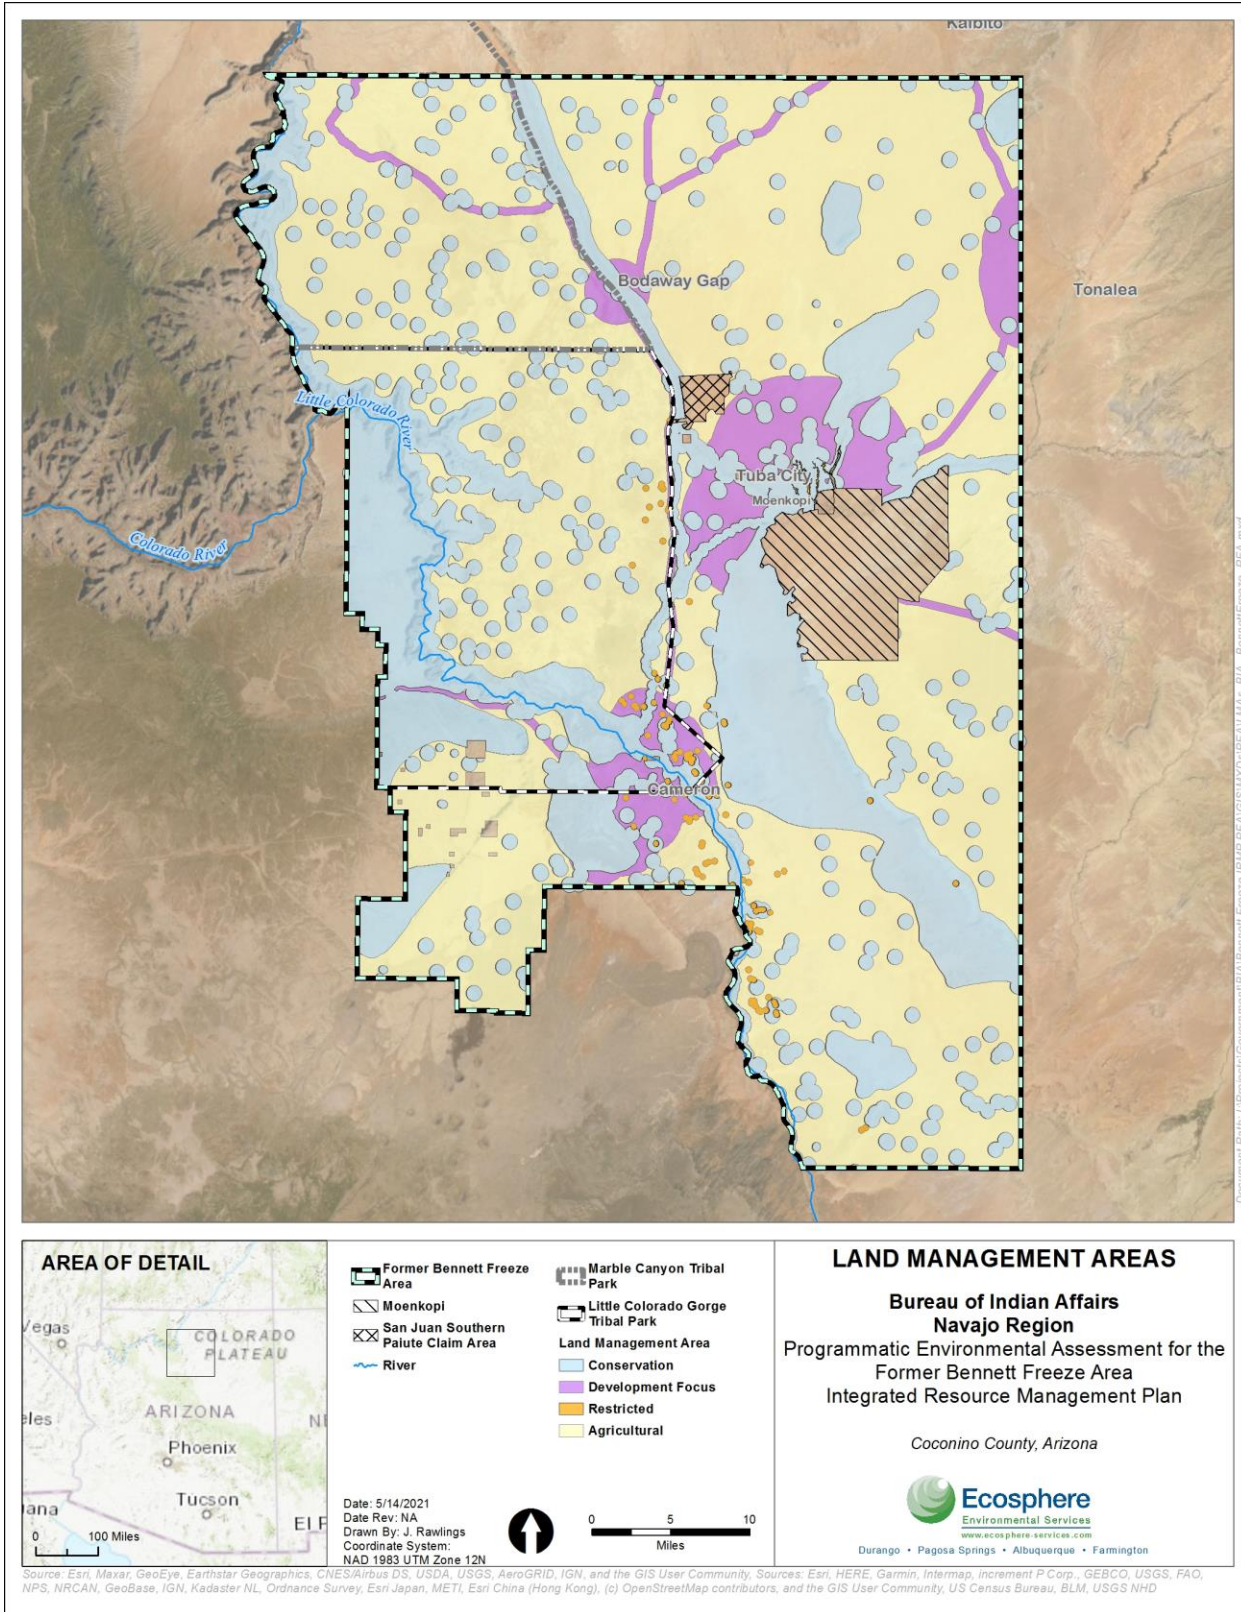 Kaibito
Bodaway Gap
Tonalea
Little Colorado River
Tuba City
Moenkopi
Colorado River
Cameron
AREA OF DETAIL
Vegas
COLORADO
PLATEAU
ARIZONA
Phoenix
Tucson
0 100 Miles
Former Bennett Freeze
Area
Moenkopi
San Juan Southern
Paiute Claim Area
River
Marble Canyon Tribal
Park
Little Colorado Gorge
Tribal Park
Land Management Area
Conservation
Development Focus
Restricted
Agricultural
Date: 5/14/2021
Date Rev: NA
Drawn By: J. Rawlings
Coordinate System:
NAD 1983 UTM Zone 12N
0 5 10
Miles
LAND MANAGEMENT AREAS
Bureau of Indian Affairs
Navajo Region
Programmatic Environmental Assessment for the
Former Bennett Freeze Area
Integrated Resource Management Plan
Coconino County, Arizona
Ecosphere
Environmental Services
www.ecosphere-services.com
Durango • Pagosa Springs • Albuquerque • Farmington
Source: Esri, Maxar, GeoEye, Earthstar Geographics, CNES/Airbus DS, USDA, USGS, AeroGRID, IGN, and the GIS User Community, Sources: Esri, HERE, Garmin, Intermap, increment P Corp., GEBCO, USGS, FAO,
NPS, NRCAN, GeoBase, IGN, Kadaster NL, Ordnance Survey, Esri Japan, METI, Esri China (Hong Kong), (c) OpenStreetMap contributors, and the GIS User Community, US Census Bureau, BLM, USGS NHD